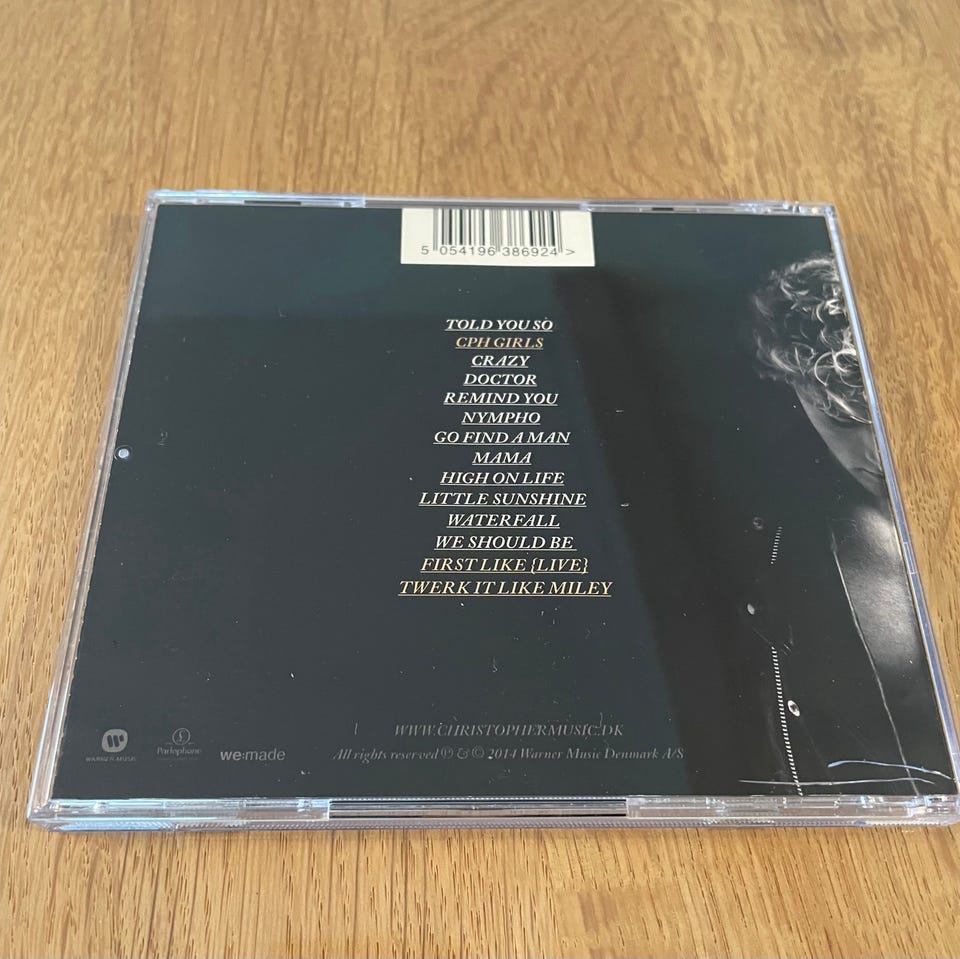 5 054196 386924 >
TOLD YOU SO
CPH GIRLS
CRAZY
DOCTOR
REMIND YOU
NYMPHO
GO FIND A MAN
MAMA
HIGH ON LIFE
LITTLE SUNSHINE
WATERFALL
WE SHOULD BE
FIRST LIKE {LIVE}
TWERK IT LIKE MILEY
WWW.CHRISTOPHERMUSIC.DK
All rights reserved ℗ & © 2014 Warner Music Denmark A/S
WARNER MUSIC
Parlophone
we:made